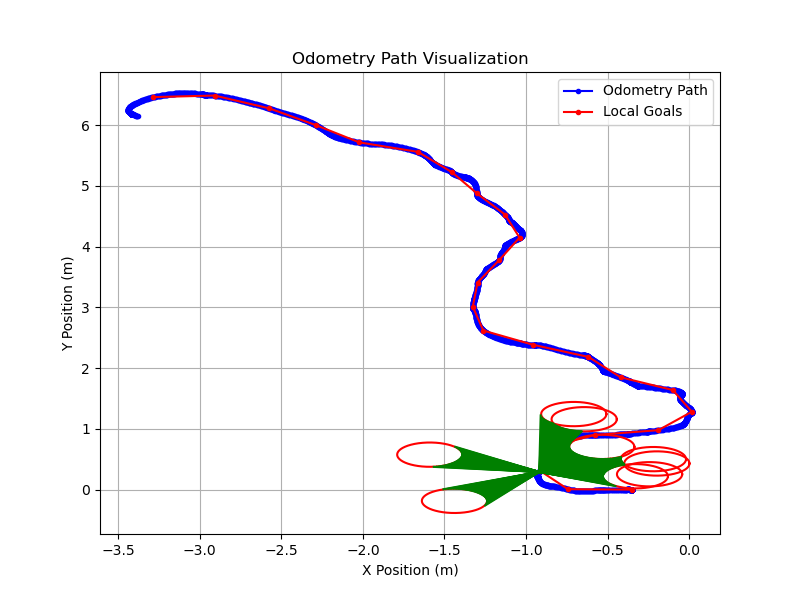 Odometry Path Visualization
Odometry Path
Local Goals
Y Position (m)
6
5
4
3
2
1
0
−3.5 −3.0 −2.5 −2.0 −1.5 −1.0 −0.5 0.0
X Position (m)